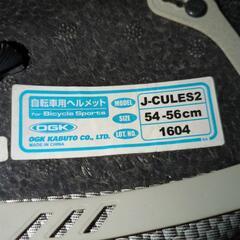 自転車用ヘルメット
for Bicycle Sports
OGK
OGK KABUTO CO., LTD.
MADE IN CHINA
MODEL J-CULES2
SIZE 54-56cm
LOT, NO. 1604